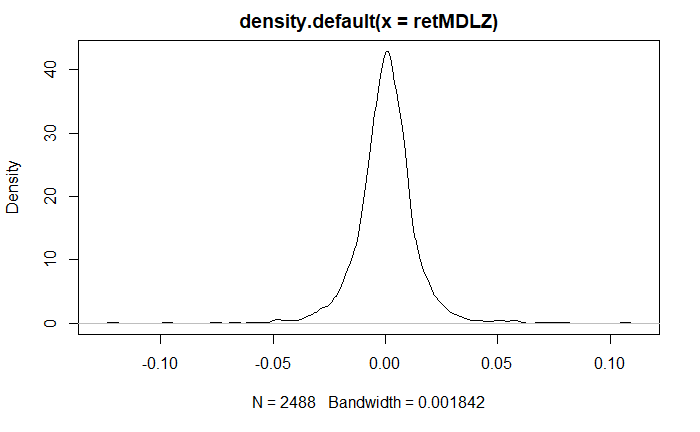 density.default(x = retMDLZ)
Density
40
30
20
10
0
-0.10 -0.05 0.00 0.05 0.10
N = 2488 Bandwidth = 0.001842